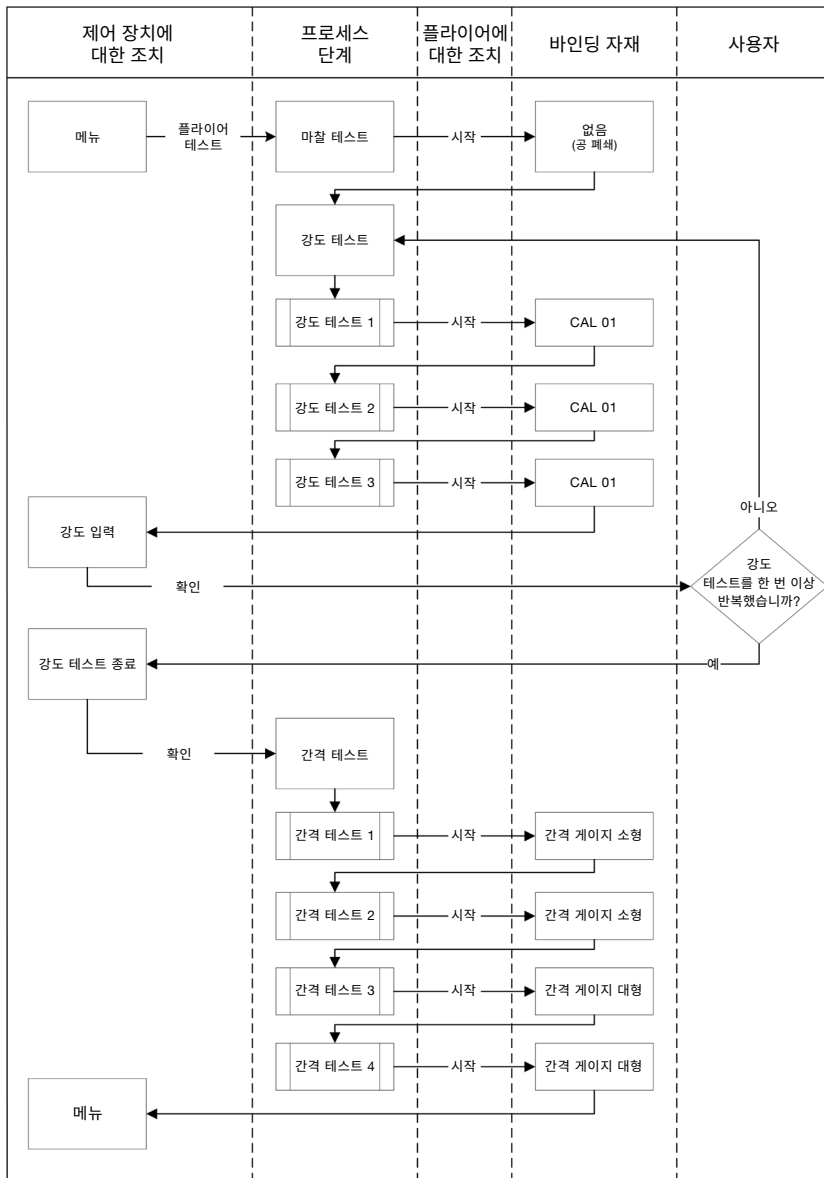 제어 장치에
대한 조치
프로세스
단계
플라이어에
대한 조치
바인딩 자재
사용자
메뉴
플라이어
테스트
마찰 테스트
시작
없음
(공 폐쇄)
강도 테스트
강도 테스트 1
시작
CAL 01
강도 테스트 2
시작
CAL 01
강도 테스트 3
시작
CAL 01
강도 입력
확인
아니오
강도
테스트를 한 번 이상
반복했습니까?
예
강도 테스트 종료
확인
간격 테스트
간격 테스트 1
시작
간격 게이지 소형
간격 테스트 2
시작
간격 게이지 소형
간격 테스트 3
시작
간격 게이지 대형
간격 테스트 4
시작
간격 게이지 대형
메뉴